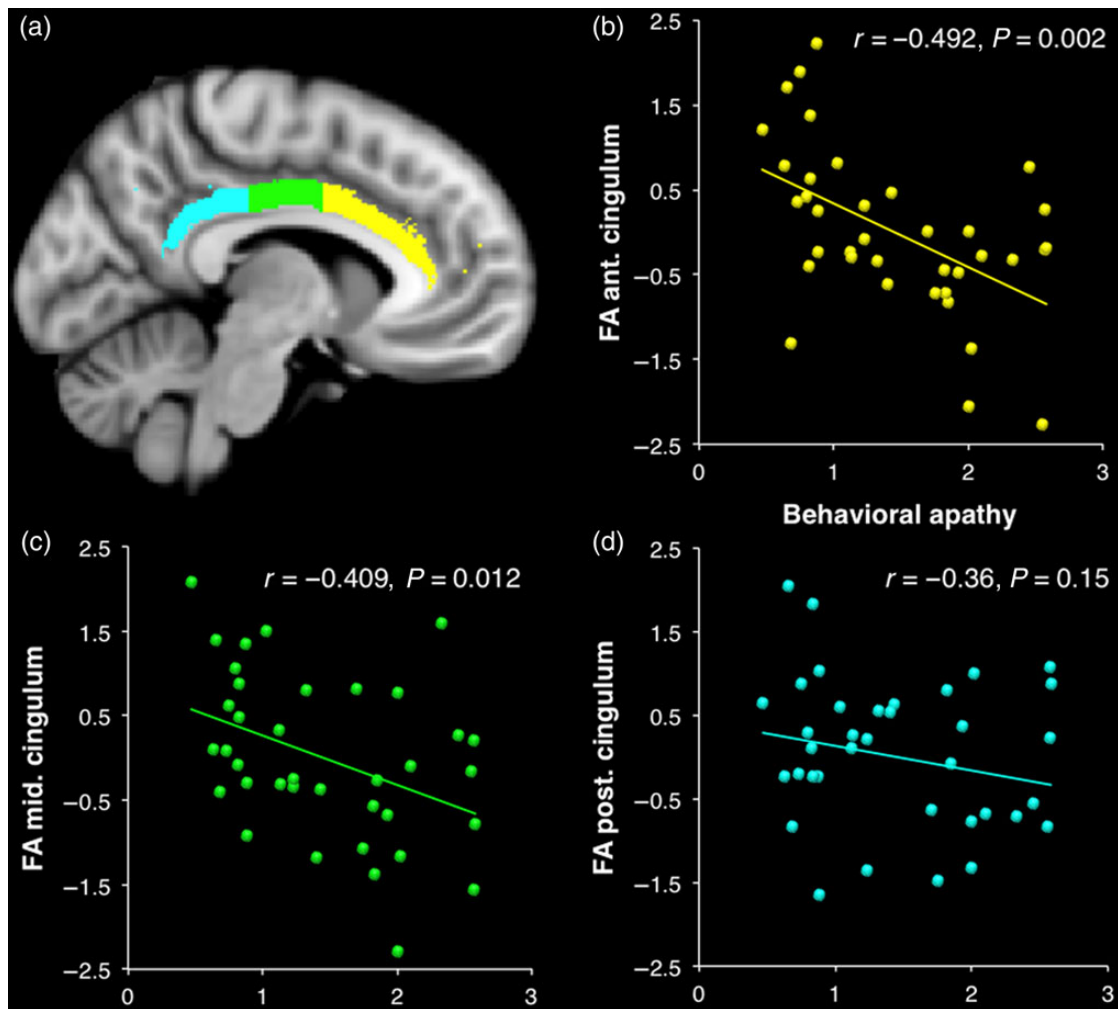 (a)
(b)
r = −0.492, P = 0.002
2.5
1.5
0.5
−0.5
−1.5
−2.5
FA ant. cingulum
0 1 2 3
Behavioral apathy
(c)
r = −0.409, P = 0.012
2.5
1.5
0.5
−0.5
−1.5
−2.5
FA mid. cingulum
0 1 2 3
(d)
r = −0.36, P = 0.15
2.5
1.5
0.5
−0.5
−1.5
−2.5
FA post. cingulum
0 1 2 3